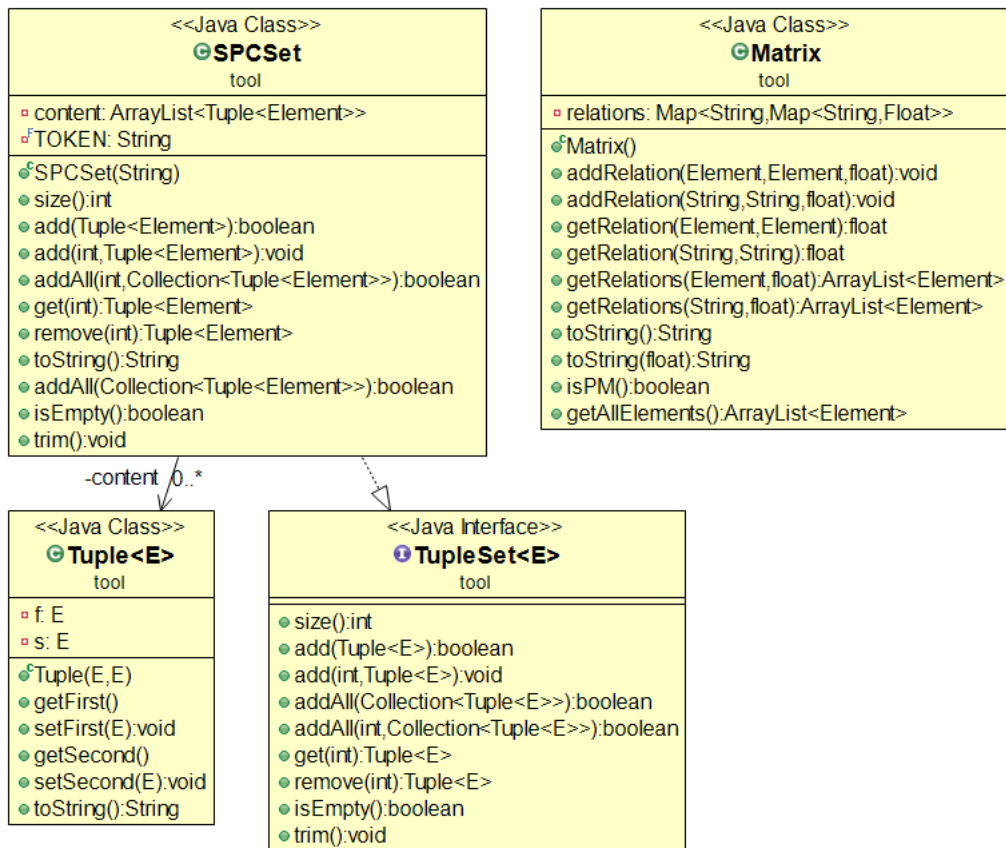 <<Java Class>>
SPCSet
tool
content: ArrayList<Tuple<Element>>
TOKEN: String
SPCSet(String)
size():int
add(Tuple<Element>):boolean
add(int,Tuple<Element>):void
addAll(int,Collection<Tuple<Element>>):boolean
get(int):Tuple<Element>
remove(int):Tuple<Element>
toString():String
addAll(Collection<Tuple<Element>>):boolean
isEmpty():boolean
trim():void
<<Java Class>>
Matrix
tool
relations: Map<String,Map<String,Float>>
Matrix()
addRelation(Element,Element,float):void
addRelation(String,String,float):void
getRelation(Element,Element):float
getRelation(String,String):float
getRelations(Element,float):ArrayList<Element>
getRelations(String,float):ArrayList<Element>
toString():String
toString(float):String
isPM():boolean
getAllElements():ArrayList<Element>
-content 0..*
<<Java Class>>
Tuple<E>
tool
f: E
s: E
Tuple(E,E)
getFirst()
setFirst(E):void
getSecond()
setSecond(E):void
toString():String
<<Java Interface>>
TupleSet<E>
tool
size():int
add(Tuple<E>):boolean
add(int,Tuple<E>):void
addAll(Collection<Tuple<E>>):boolean
addAll(int,Collection<Tuple<E>>):boolean
get(int):Tuple<E>
remove(int):Tuple<E>
isEmpty():boolean
trim():void